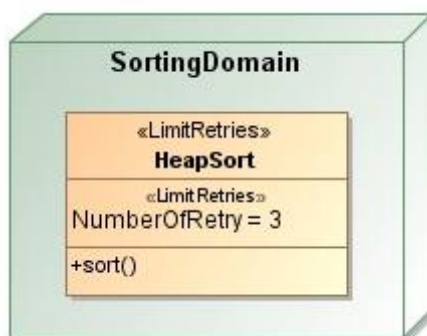 SortingDomain
«LimitRetries»
HeapSort
«LimitRetries»
NumberOfRetry = 3
+sort()